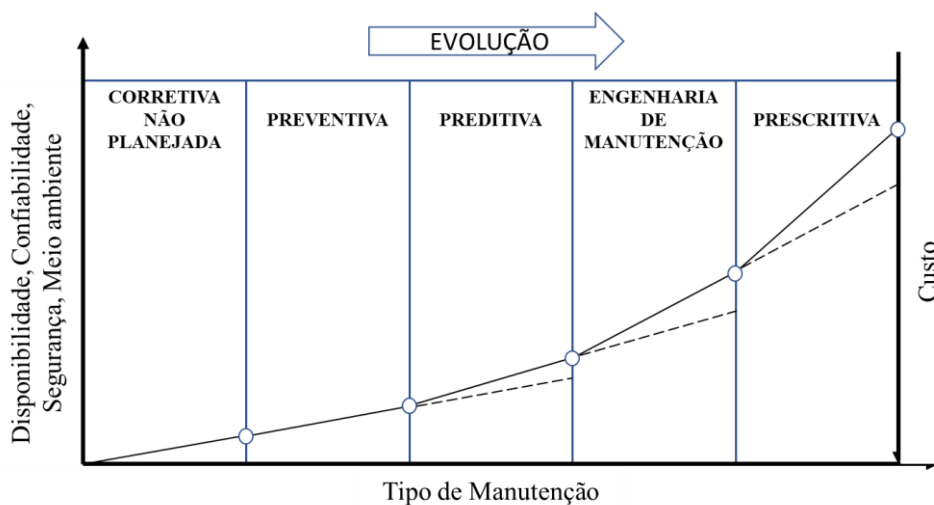 EVOLUÇÃO
CORRETIVA
NÃO
PLANEJADA
PREVENTIVA
PREDITIVA
ENGENHARIA
DE
MANUTENÇÃO
PRESCRITIVA
Disponibilidade, Confiabilidade,
Segurança, Meio ambiente
Custo
Tipo de Manutenção